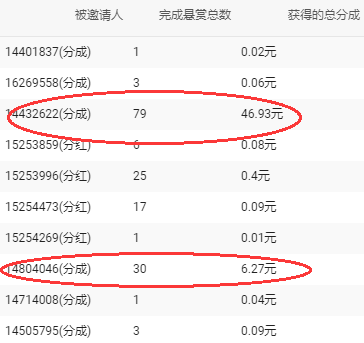 被邀请人 完成悬赏总数 获得的总分成
14401837(分成) 1 0.02元
16269558(分成) 3 0.06元
14432622(分成) 79 46.93元
15253859(分红) 6 0.08元
15253996(分红) 25 0.4元
15254473(分红) 17 0.09元
15254269(分红) 1 0.01元
14804046(分成) 30 6.27元
14714008(分成) 1 0.04元
14505795(分成) 3 0.09元